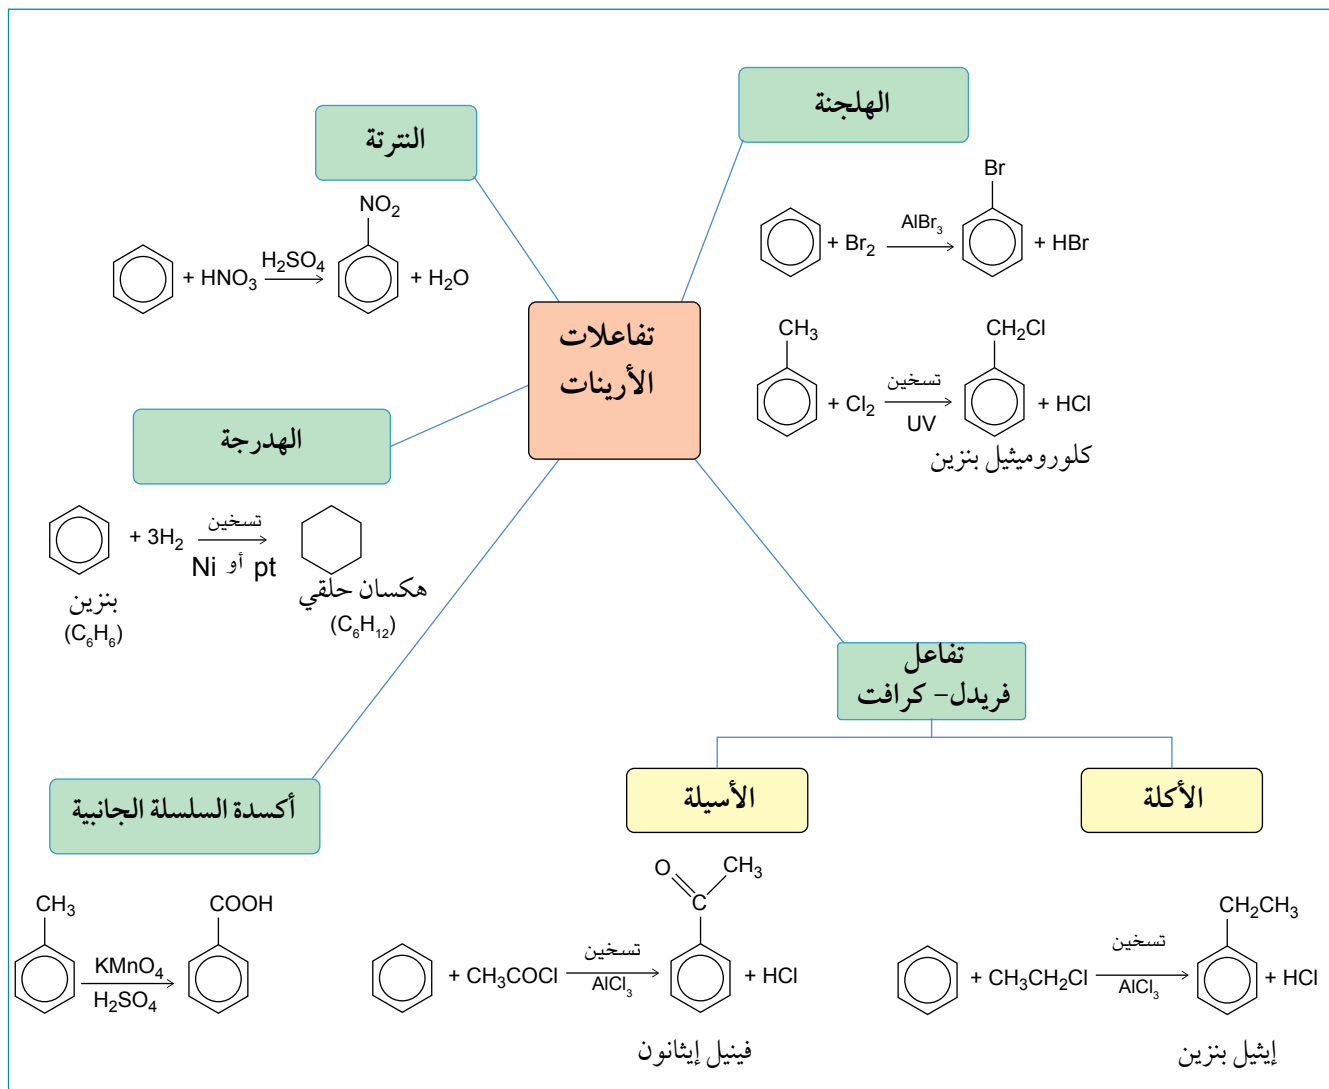 الهلجنة
Br
+ Br₂ AlBr₃ + HBr
CH₃ CH₂Cl
+ Cl₂ تسخين UV + HCl
كلوروميثيل بنزين
النترتة
NO₂
+ HNO₃ H₂SO₄ + H₂O
تفاعلات
الأرينات
الهدرجة
+ 3H₂ تسخين
Ni أو pt
بنزين
(C₆H₆)
هكسان حلقي
(C₆H₁₂)
تفاعل
فريدل- كرافت
الأكلة
CH₂CH₃
+ CH₃CH₂Cl تسخين AlCl₃ + HCl
إيثيل بنزين
الأسيلة
O CH₃
C
+ CH₃COCl تسخين AlCl₃ + HCl
فينيل إيثانون
أكسدة السلسلة الجانبية
CH₃ COOH
KMnO₄
H₂SO₄